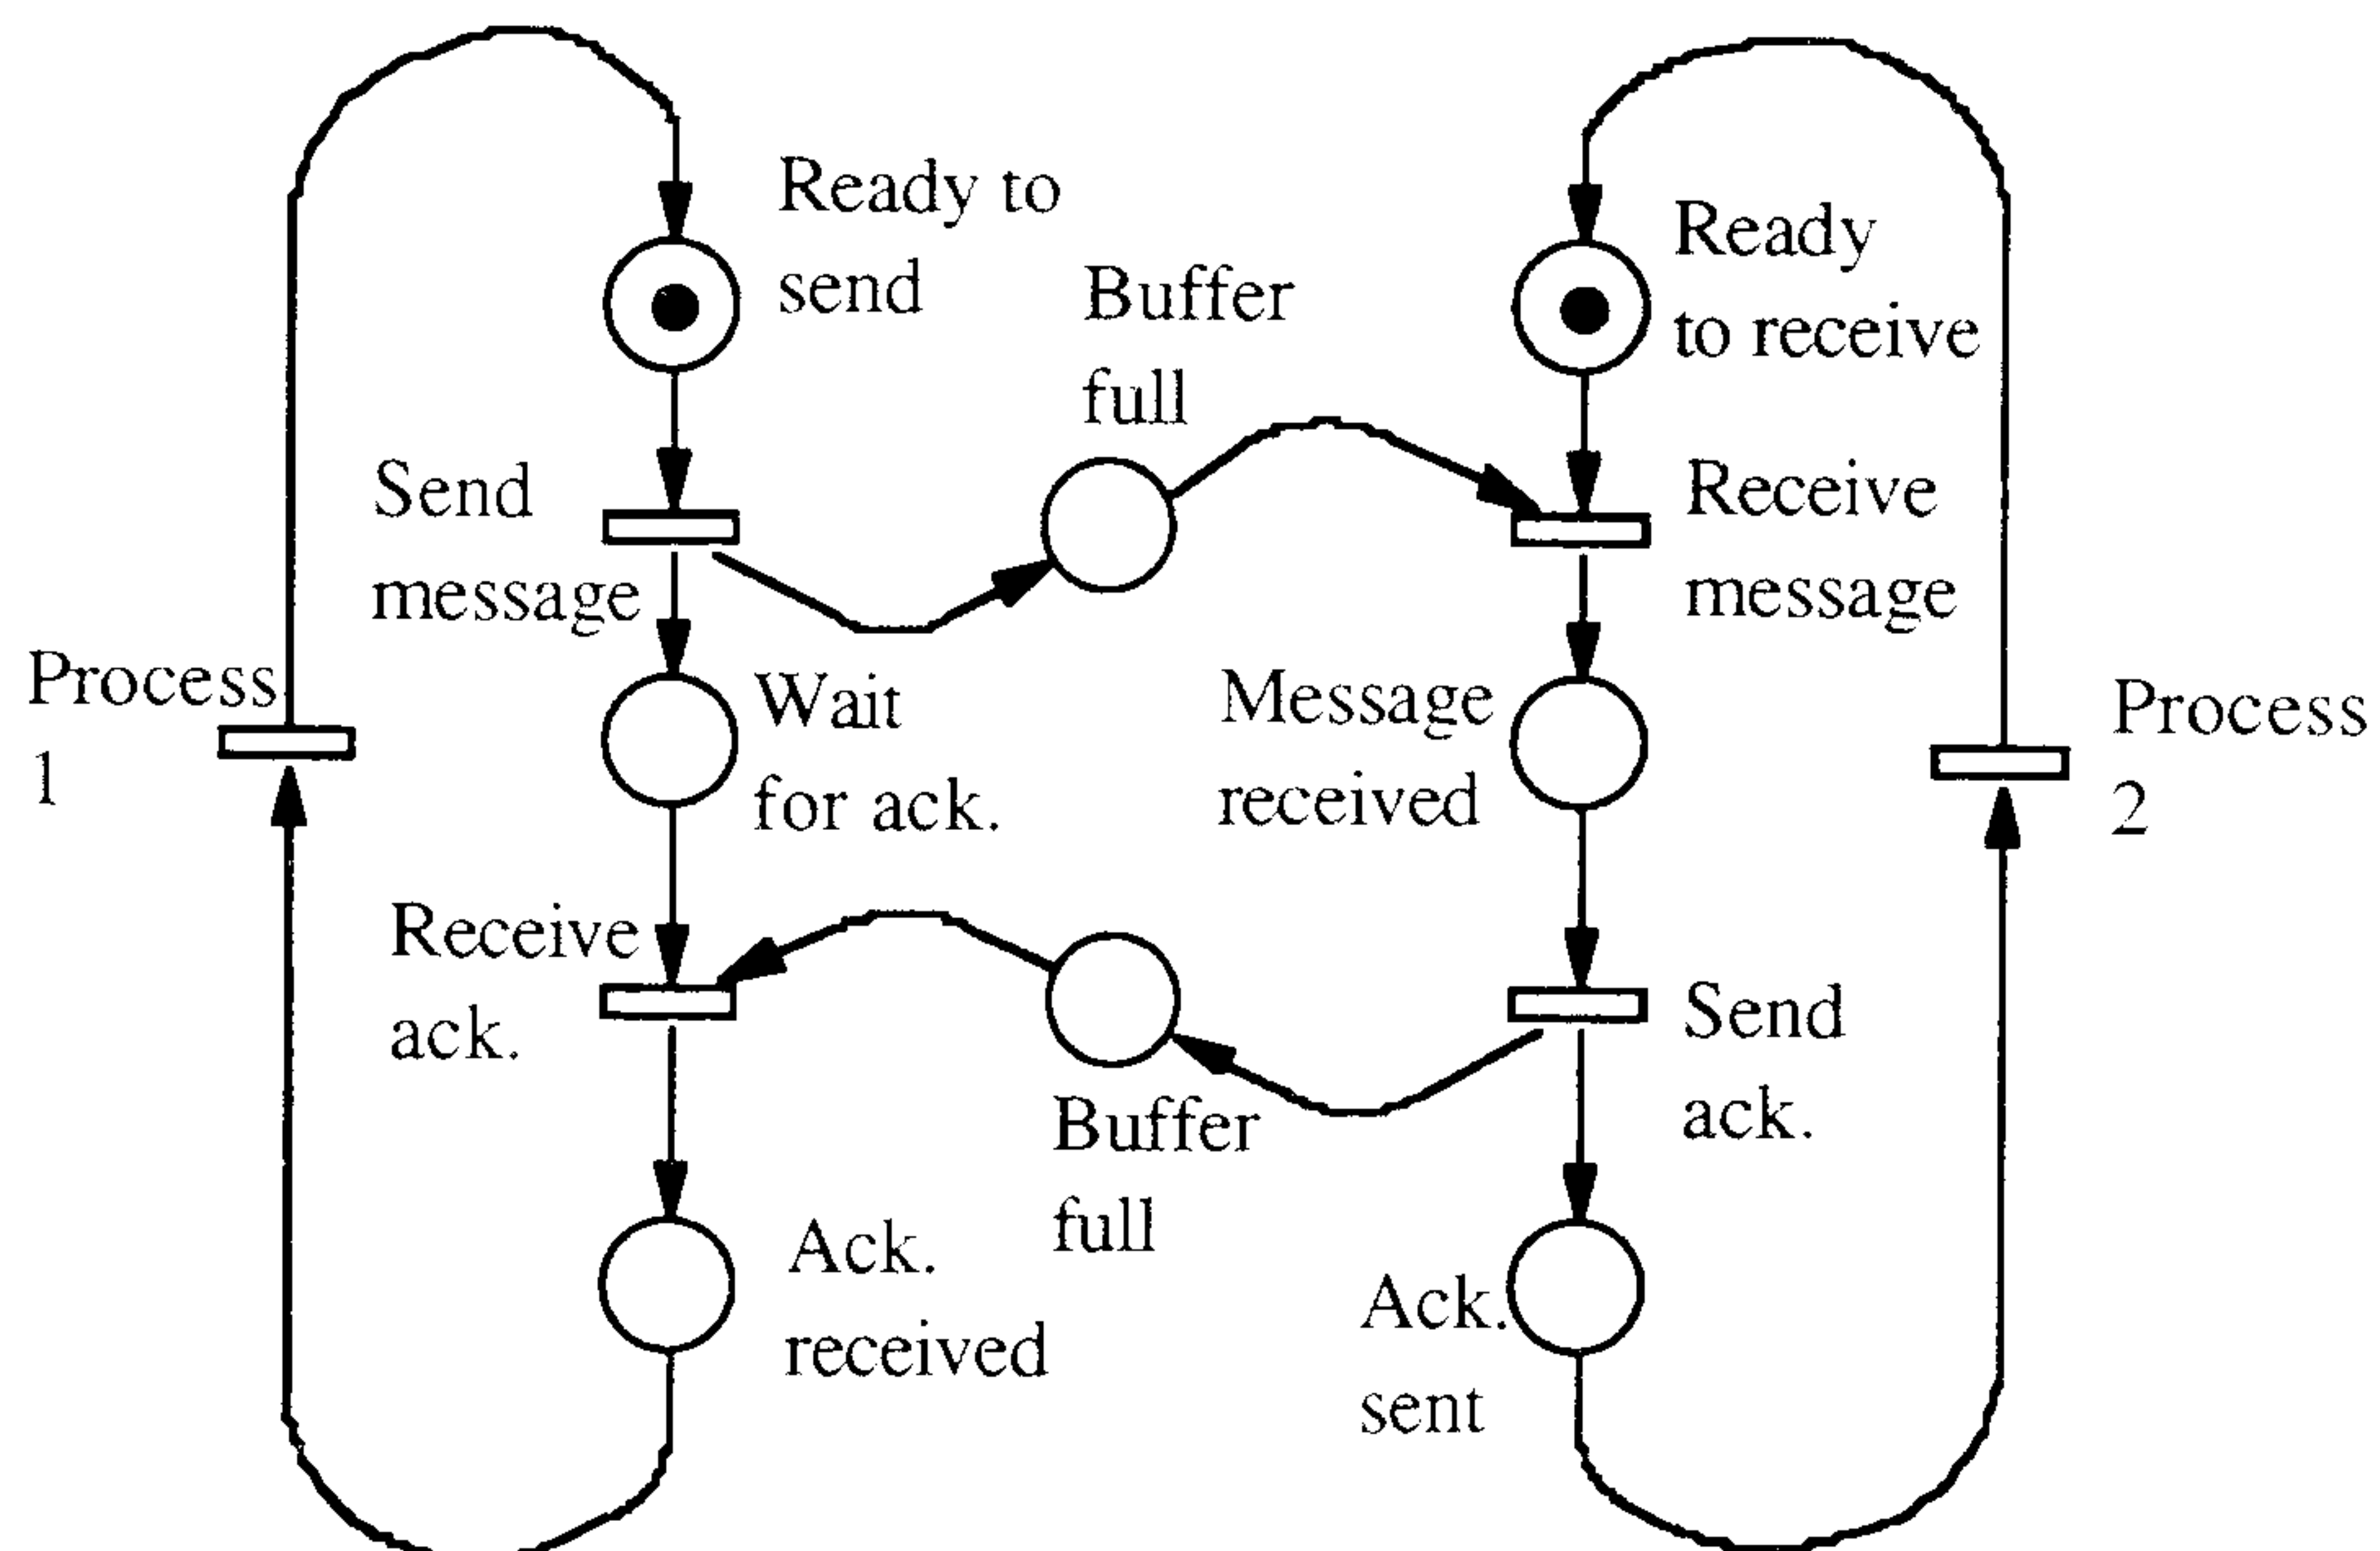 Ready to
send
Buffer
full
Ready
to receive
Send
message
Receive
message
Process
1
Wait
for ack.
Message
received
Process
2
Receive
ack.
Send
ack.
Buffer
full
Ack.
received
Ack.
sent